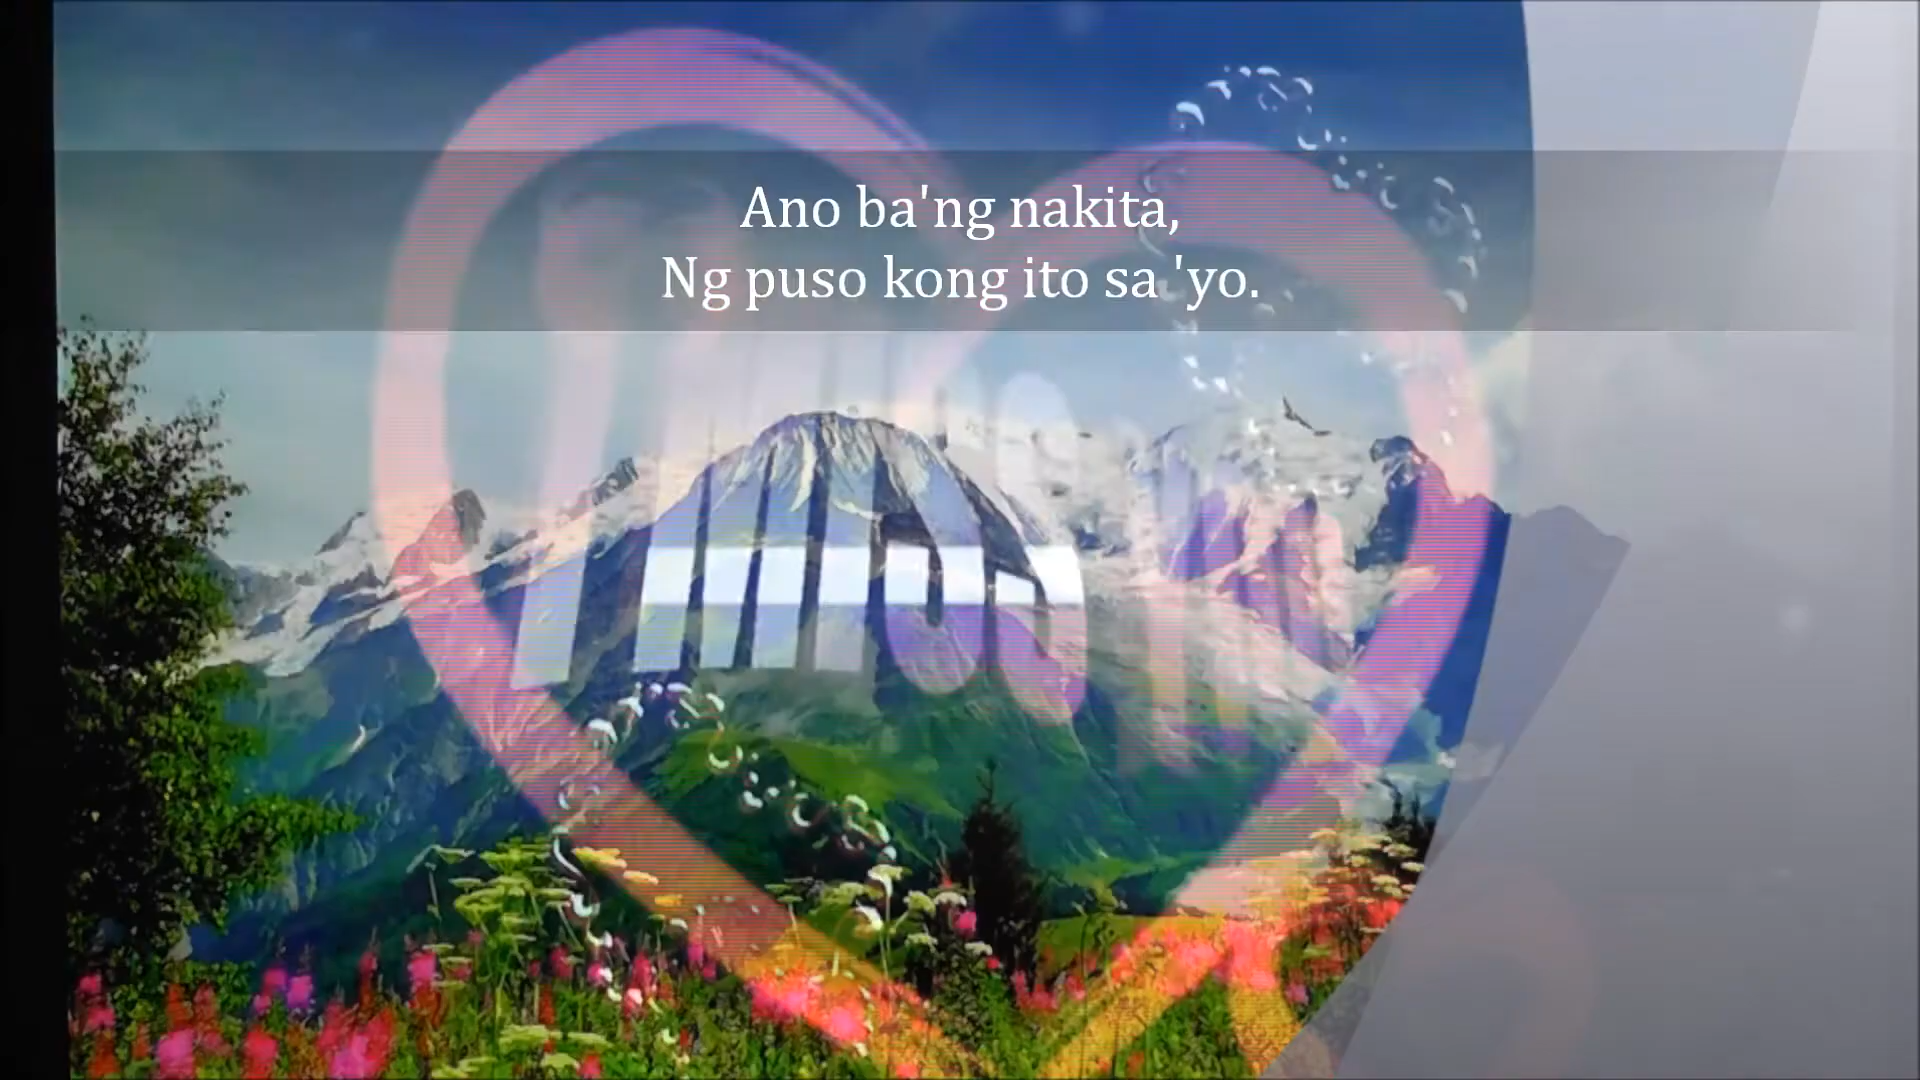 Ano ba'ng nakita,
Ng puso kong ito sa 'yo.